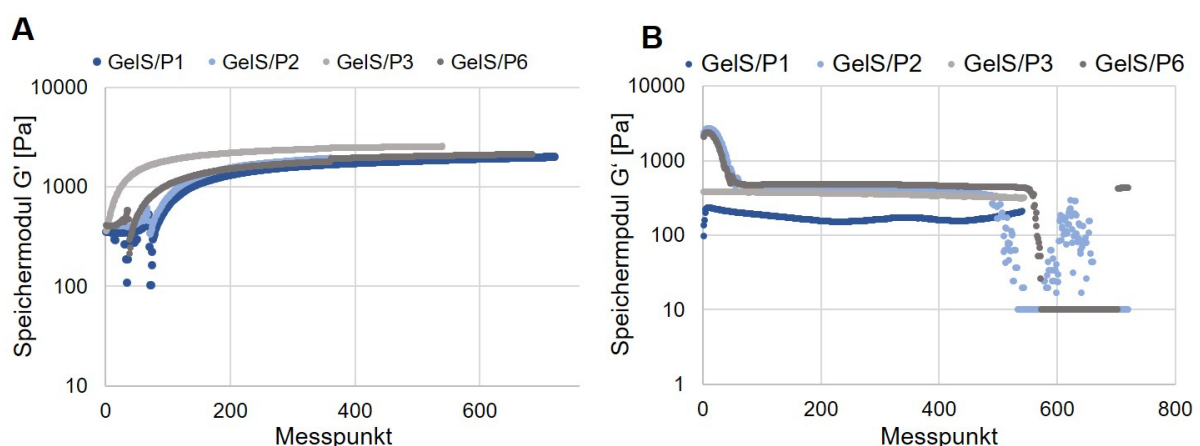 A
GelS/P1 GelS/P2 GelS/P3 GelS/P6
10000
1000
100
10
Speichermodul G' [Pa]
0 200 400 600
Messpunkt
B
GelS/P1 GelS/P2 GelS/P3 GelS/P6
10000
1000
100
10
1
Speichermpdul G‘ [Pa]
0 200 400 600 800
Messpunkt